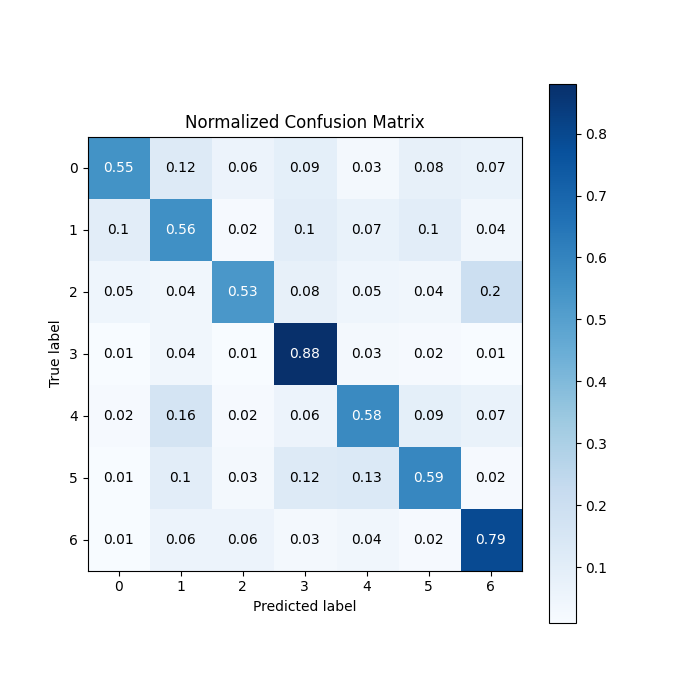 Normalized Confusion Matrix
0 0.55 0.12 0.06 0.09 0.03 0.08 0.07
1 0.1 0.56 0.02 0.1 0.07 0.1 0.04
2 0.05 0.04 0.53 0.08 0.05 0.04 0.2
3 0.01 0.04 0.01 0.88 0.03 0.02 0.01
4 0.02 0.16 0.02 0.06 0.58 0.09 0.07
5 0.01 0.1 0.03 0.12 0.13 0.59 0.02
6 0.01 0.06 0.06 0.03 0.04 0.02 0.79
0 1 2 3 4 5 6
Predicted label
True label
0.8
0.7
0.6
0.5
0.4
0.3
0.2
0.1